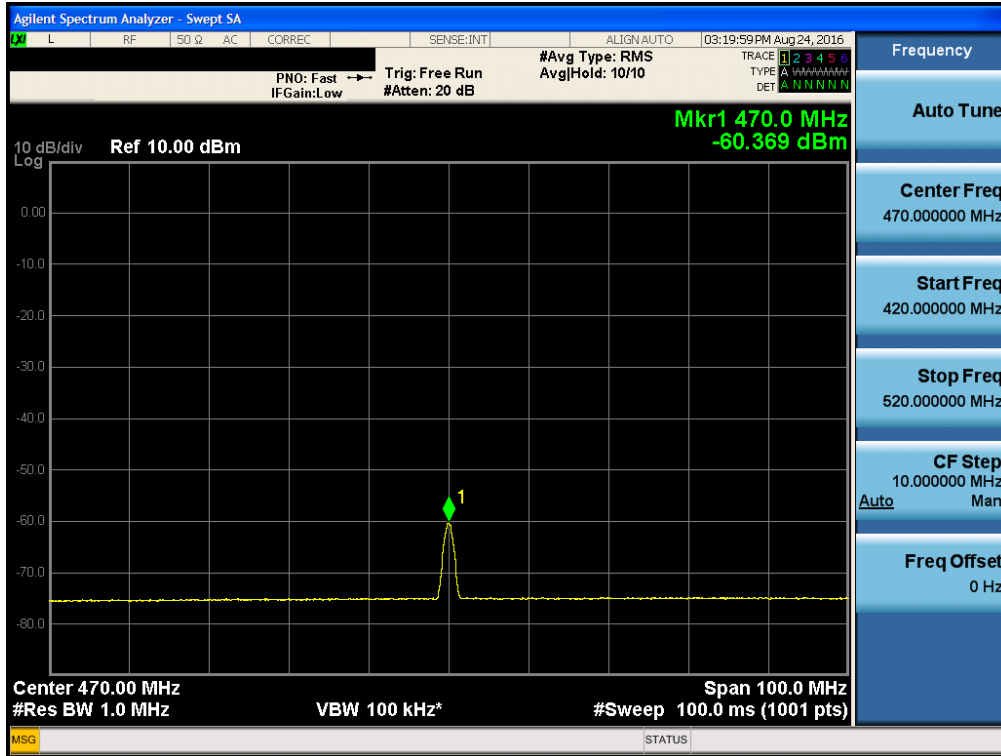 Agilent Spectrum Analyzer - Swept SA
LXI L RF 50 Ω AC CORREC SENSE:INT ALIGN AUTO 03:19:59 PM Aug 24, 2016
PNO: Fast Trig: Free Run #Avg Type: RMS TRACE 1 2 3 4 5 6
IFGain:Low #Atten: 20 dB Avg|Hold: 10/10 TYPE A WWWWW
DET A N N N N N
Mkr1 470.0 MHz
-60.369 dBm
10 dB/div Ref 10.00 dBm
Log
0.00
-10.0
-20.0
-30.0
-40.0
-50.0
1
-60.0
-70.0
-80.0
Center 470.00 MHz Span 100.0 MHz
#Res BW 1.0 MHz VBW 100 kHz* #Sweep 100.0 ms (1001 pts)
MSG STATUS
Frequency
Auto Tune
Center Freq
470.000000 MHz
Start Freq
420.000000 MHz
Stop Freq
520.000000 MHz
CF Step
10.000000 MHz
Auto Man
Freq Offset
0 Hz